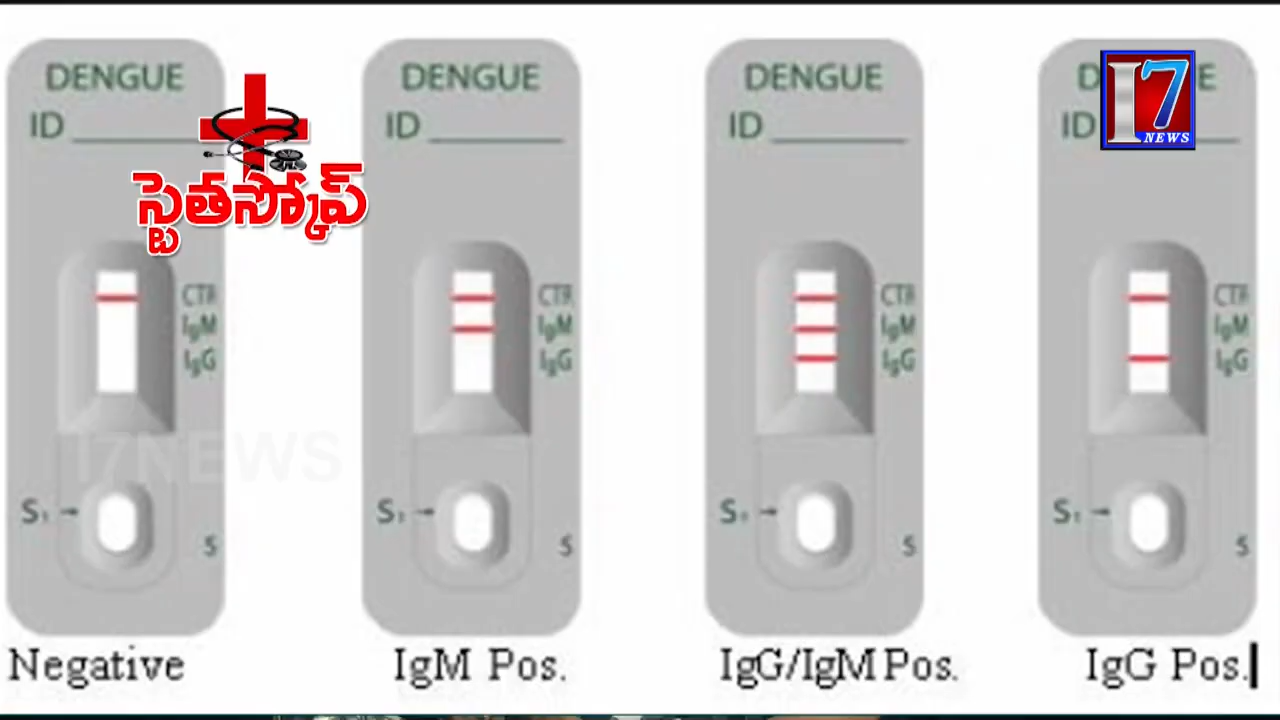 DENGUE
ID
CTR
IgM
IgG
S₁
S
Negative
స్టెతస్కోప్
DENGUE
ID
CTR
IgM
IgG
S₁
S
IgM Pos.
DENGUE
ID
CTR
IgM
IgG
S₁
S
IgG/IgM Pos.
ID
CTR
IgM
IgG
S₁
S
IgG Pos.
I7
NEWS
I7NEWS